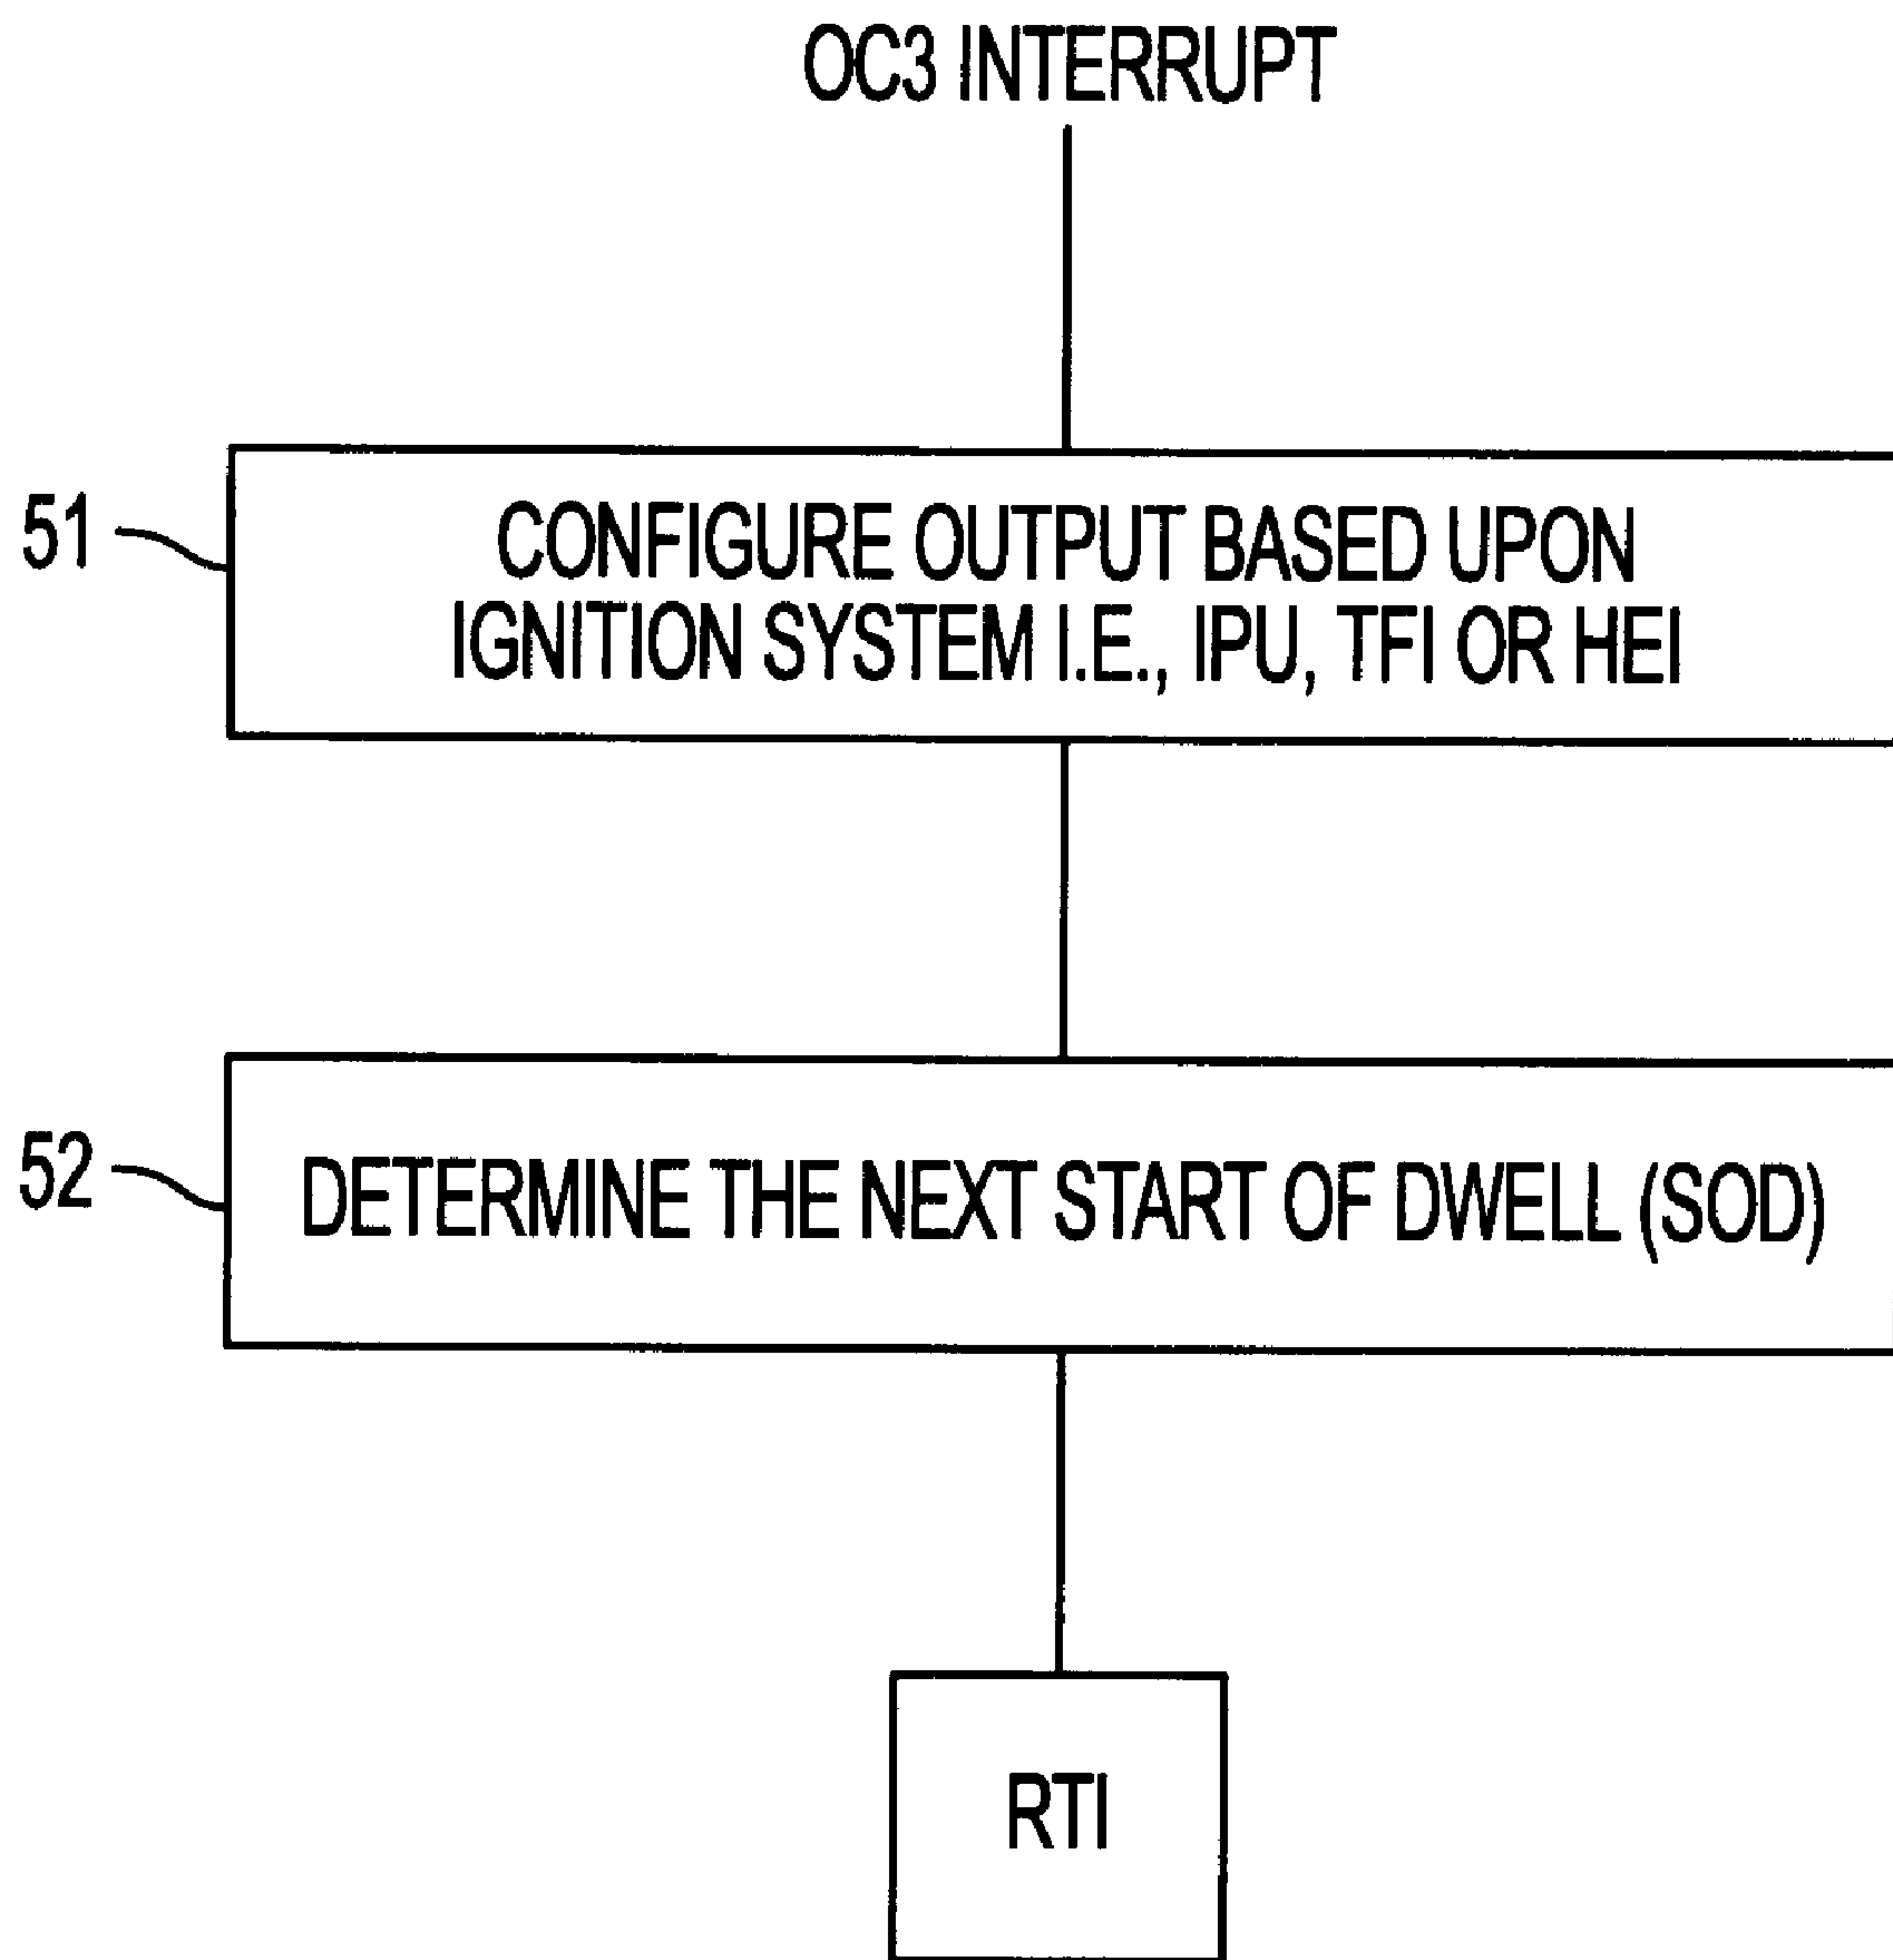 OC3 INTERRUPT
51
CONFIGURE OUTPUT BASED UPON
IGNITION SYSTEM I.E., IPU, TFI OR HEI
52
DETERMINE THE NEXT START OF DWELL (SOD)
RTI